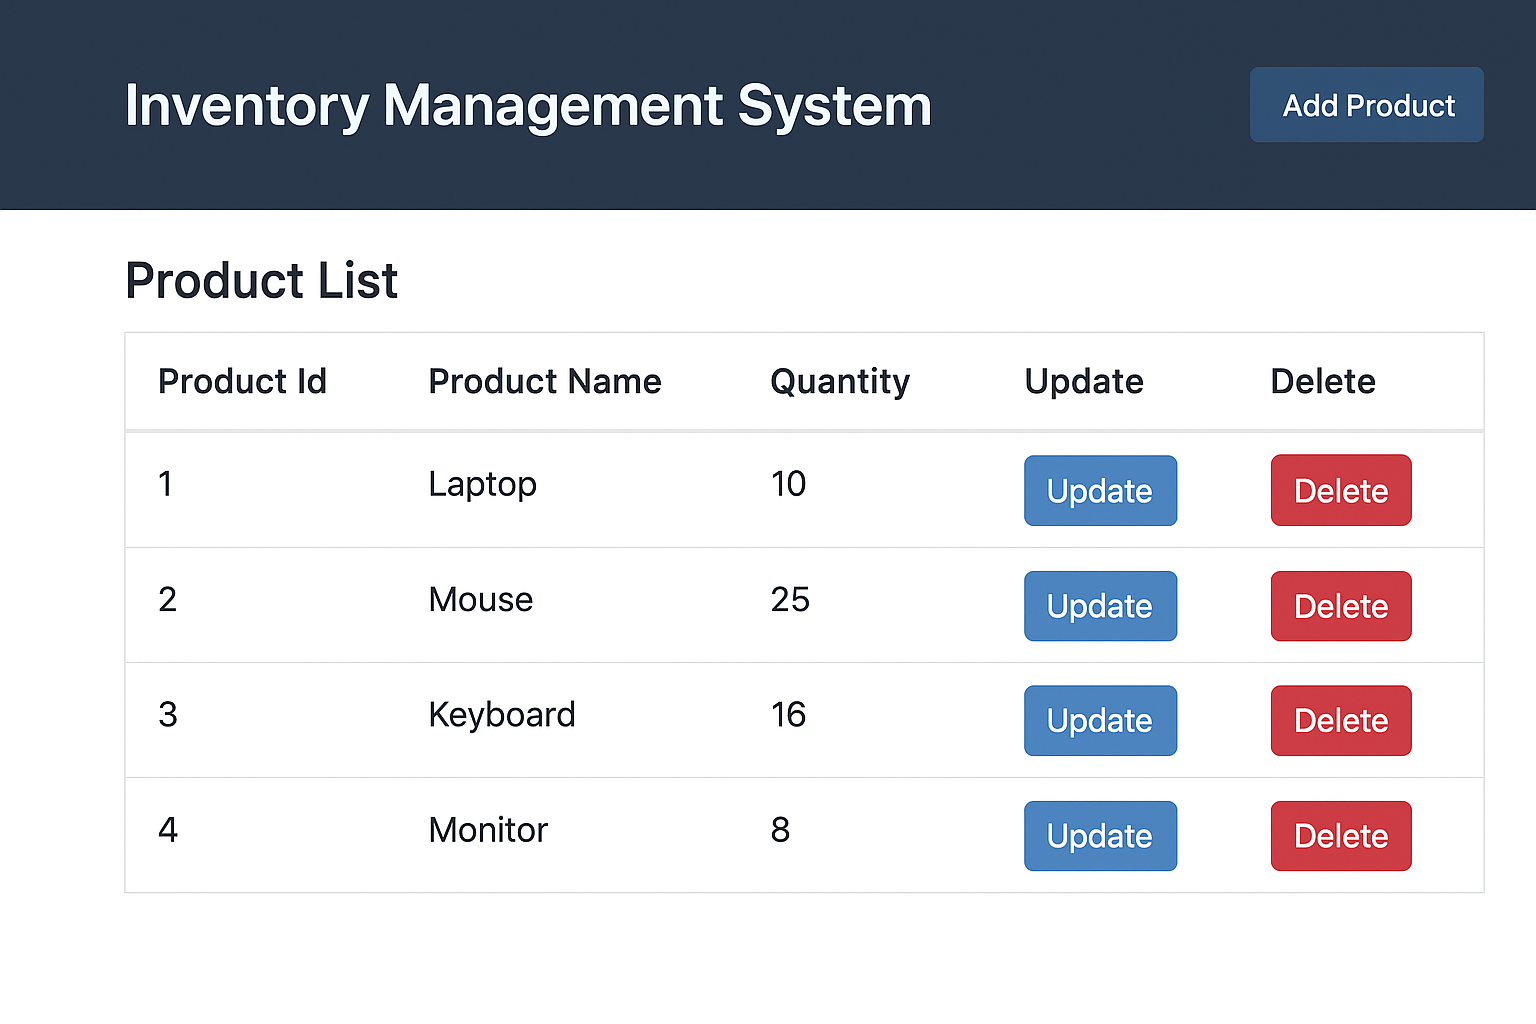 Inventory Management System Add Product
Product List
Product Id Product Name Quantity Update Delete
1 Laptop 10 Update Delete
2 Mouse 25 Update Delete
3 Keyboard 16 Update Delete
4 Monitor 8 Update Delete